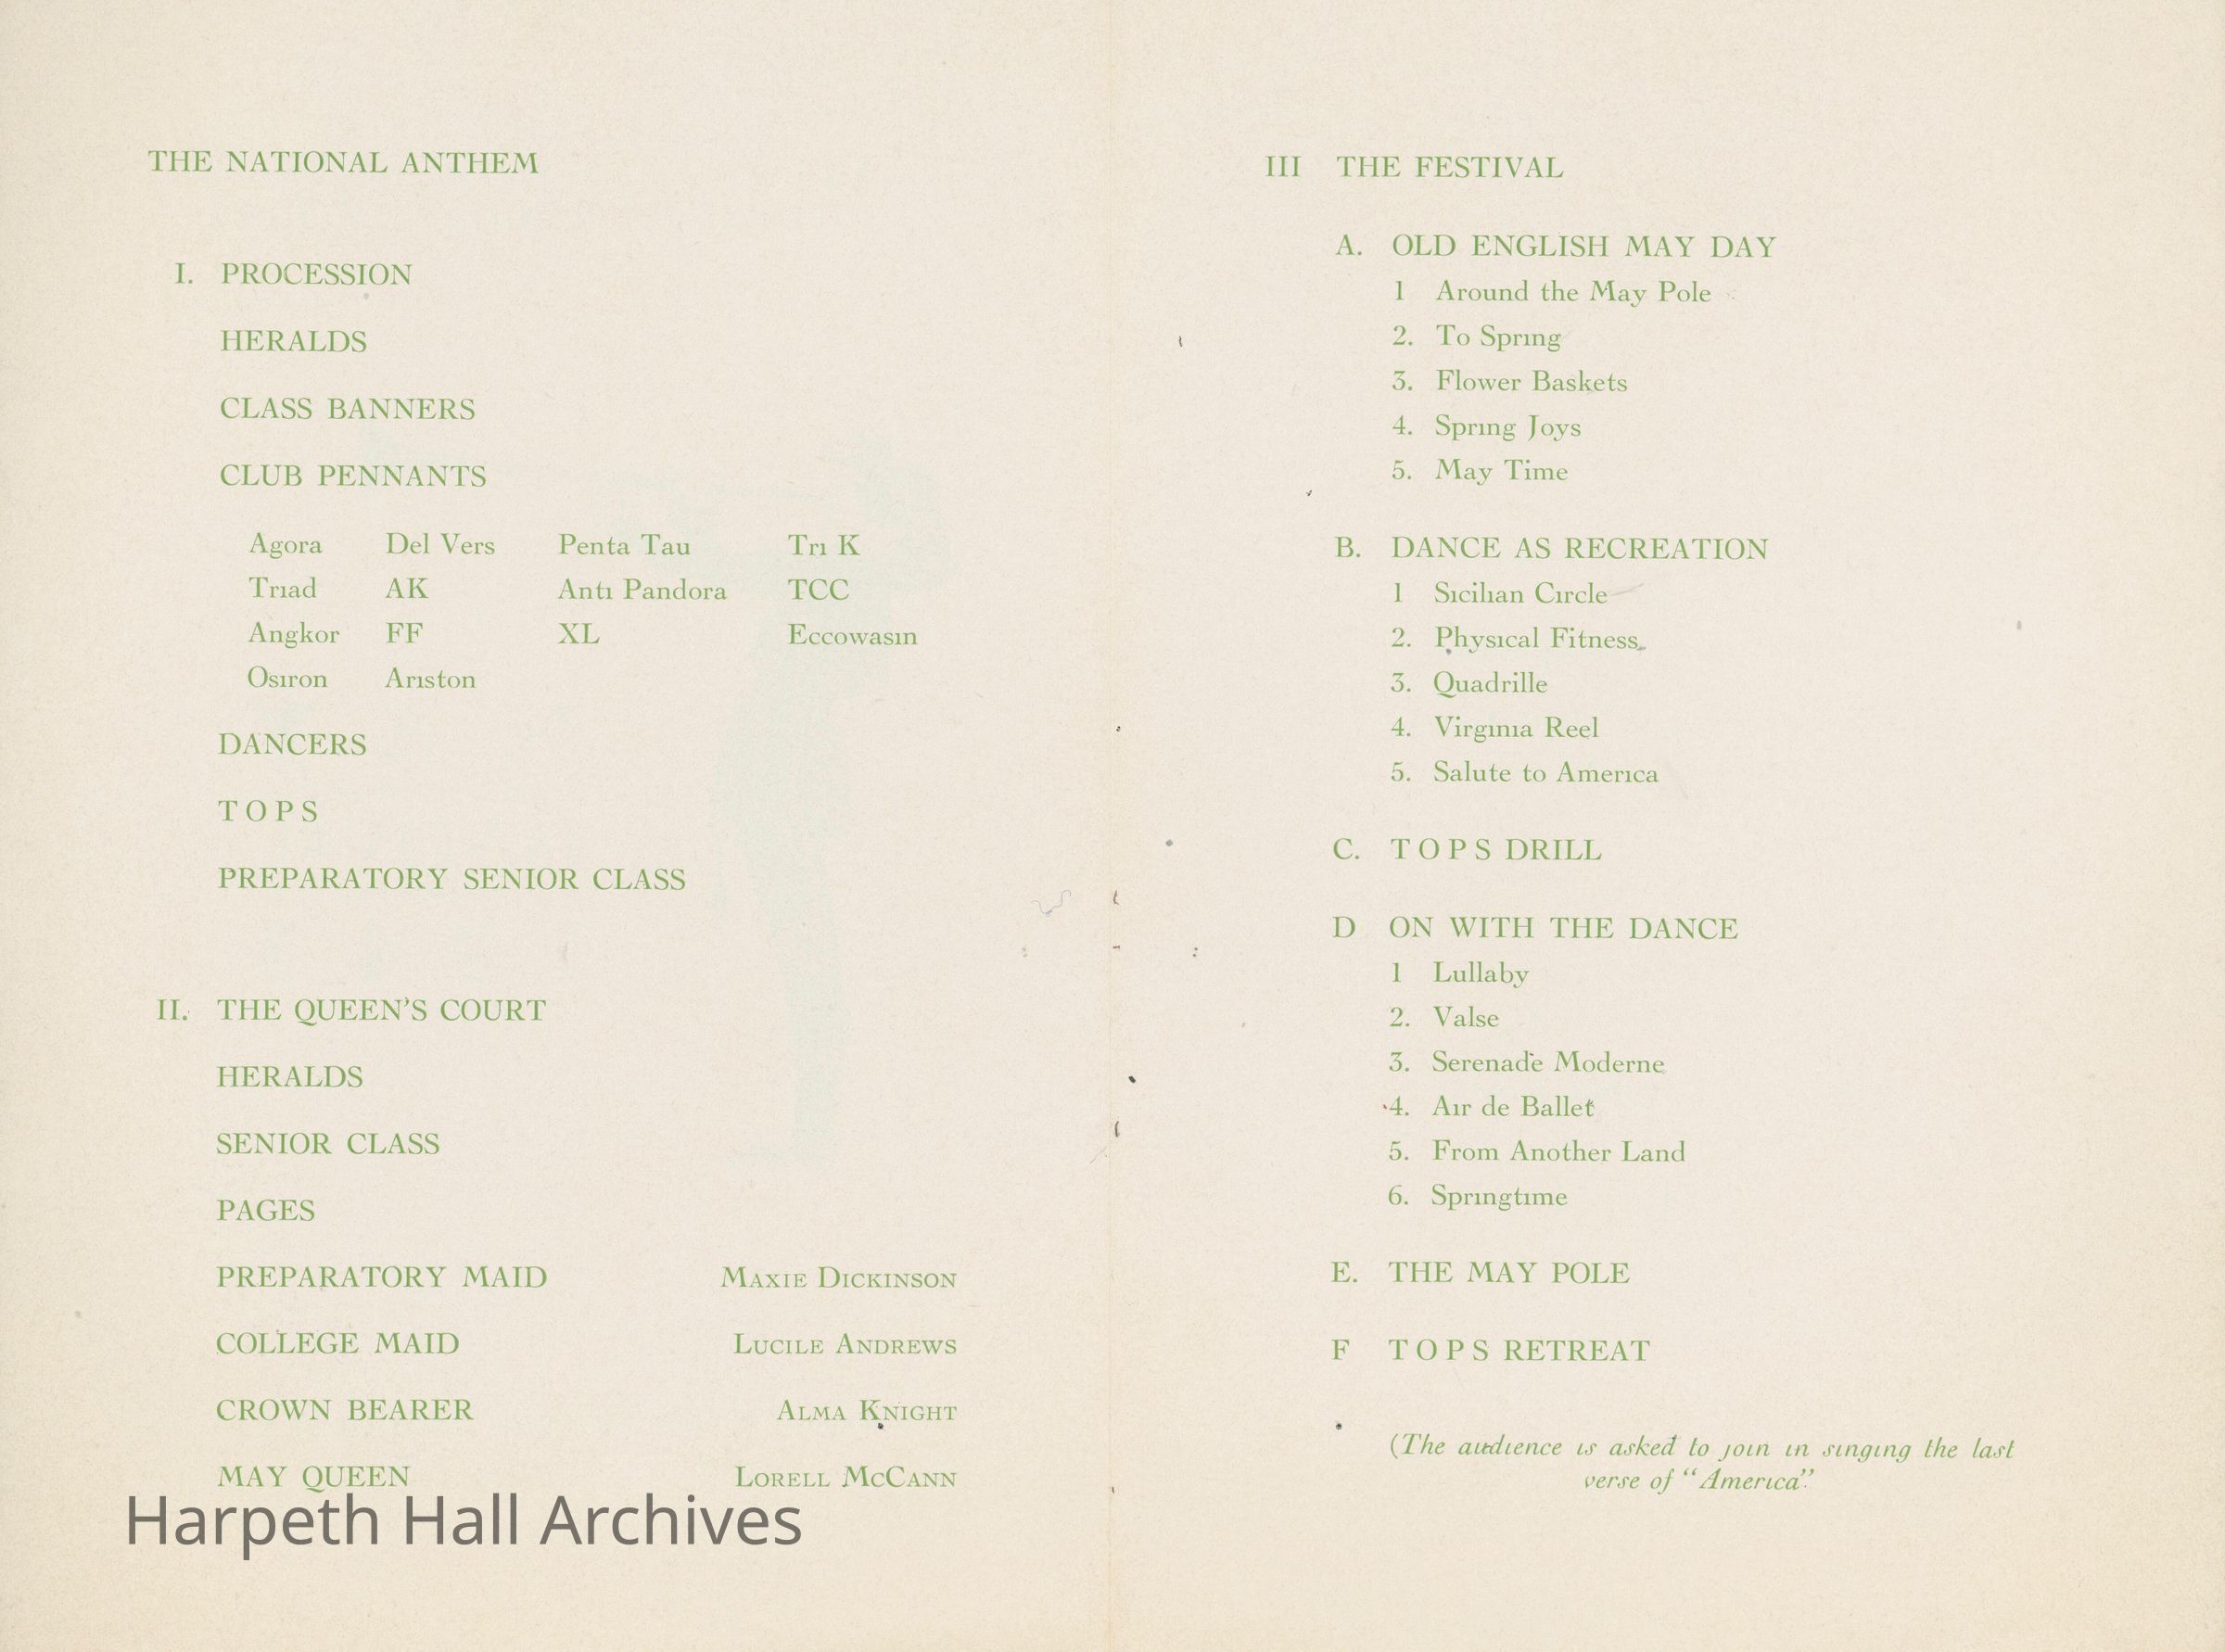 THE NATIONAL ANTHEM
I. PROCESSION
HERALDS
CLASS BANNERS
CLUB PENNANTS
Agora Del Vers Penta Tau Tri K
Triad AK Anti Pandora TCC
Angkor FF XL Eccowasin
Osiron Ariston
DANCERS
T O P S
PREPARATORY SENIOR CLASS
II. THE QUEEN'S COURT
HERALDS
SENIOR CLASS
PAGES
PREPARATORY MAID MAXIE DICKINSON
COLLEGE MAID LUCILE ANDREWS
CROWN BEARER ALMA KNIGHT
MAY QUEEN LORELL MCCANN
Harpeth Hall Archives
III THE FESTIVAL
A. OLD ENGLISH MAY DAY
1 Around the May Pole
2. To Spring
3. Flower Baskets
4. Spring Joys
5. May Time
B. DANCE AS RECREATION
1 Sicilian Circle
2. Physical Fitness
3. Quadrille
4. Virginia Reel
5. Salute to America
C. T O P S DRILL
D ON WITH THE DANCE
1 Lullaby
2. Valse
3. Serenade Moderne
4. Air de Ballet
5. From Another Land
6. Springtime
E. THE MAY POLE
F T O P S RETREAT
(The audience is asked to join in singing the last
verse of "America".